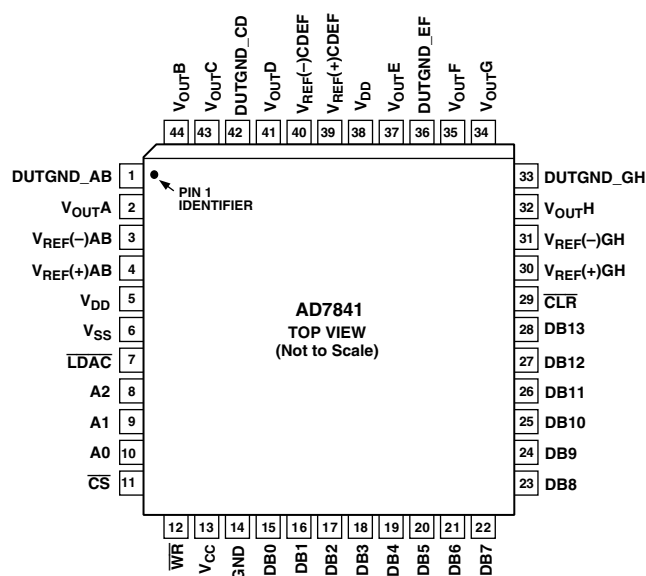 VOUTB
VOUTC
DUTGND_CD
VOUTD
VREF(–)CDEF
VREF(+)CDEF
VDD
VOUTE
DUTGND_EF
VOUTF
VOUTG
44 43 42 41 40 39 38 37 36 35 34
DUTGND_AB 1
VOUTA 2
VREF(–)AB 3
VREF(+)AB 4
VDD 5
VSS 6
LDAC 7
A2 8
A1 9
A0 10
CS 11
PIN 1
IDENTIFIER
AD7841
TOP VIEW
(Not to Scale)
33 DUTGND_GH
32 VOUTH
31 VREF(–)GH
30 VREF(+)GH
29 CLR
28 DB13
27 DB12
26 DB11
25 DB10
24 DB9
23 DB8
12 13 14 15 16 17 18 19 20 21 22
WR
VCC
GND
DB0
DB1
DB2
DB3
DB4
DB5
DB6
DB7